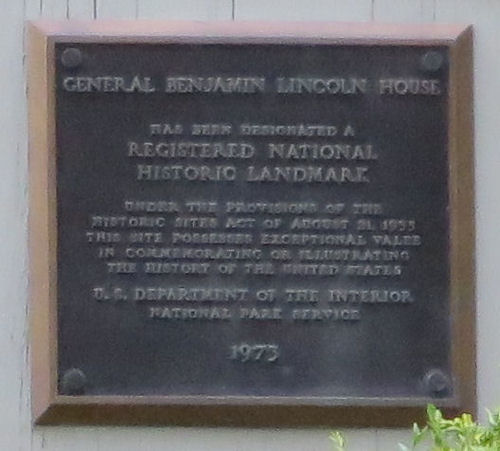 GENERAL BENJAMIN LINCOLN HOUSE
HAS BEEN DESIGNATED A
REGISTERED NATIONAL
HISTORIC LANDMARK
UNDER THE PROVISIONS OF THE
HISTORIC SITES ACT OF AUGUST 21, 1935
THIS SITE POSSESSES EXCEPTIONAL VALUE
IN COMMEMORATING OR ILLUSTRATING
THE HISTORY OF THE UNITED STATES
U. S. DEPARTMENT OF THE INTERIOR
NATIONAL PARK SERVICE
1973